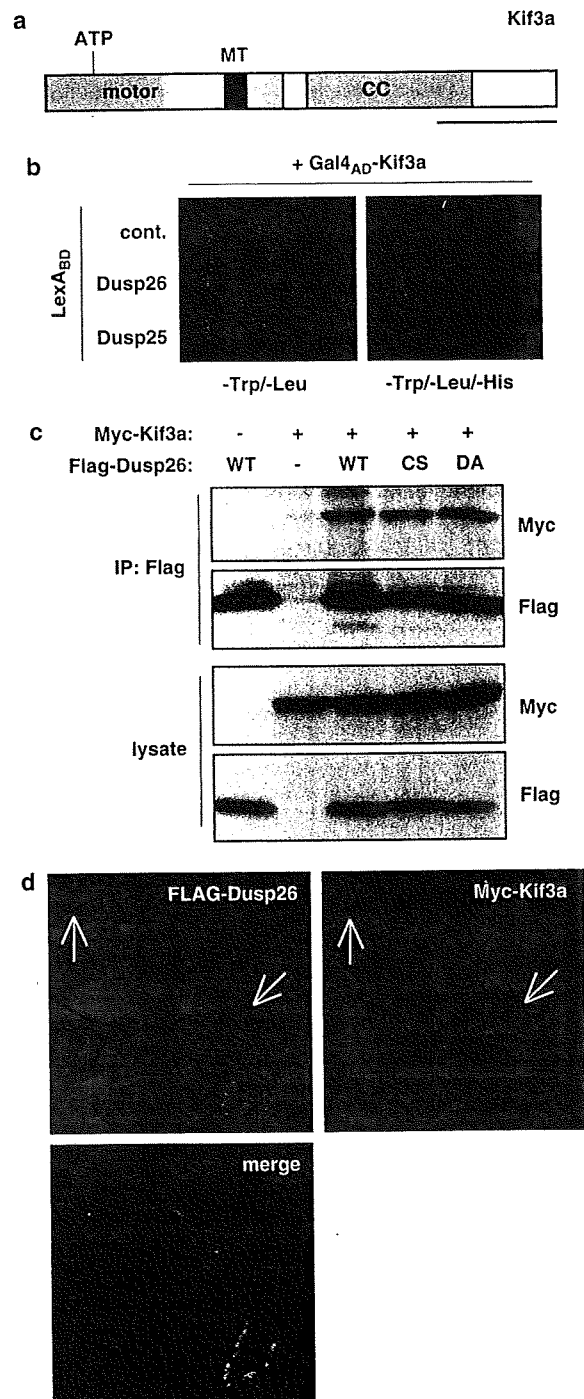 a
Kif3a
ATP
MT
motor
CC
b
+ Gal4AD-Kif3a
LexABD
cont.
Dusp26
Dusp25
-Trp/-Leu
-Trp/-Leu/-His
c
Myc-Kif3a: - + + + +
Flag-Dusp26: WT - WT CS DA
IP: Flag
Myc
Flag
lysate
Myc
Flag
d
FLAG-Dusp26
Myc-Kif3a
merge